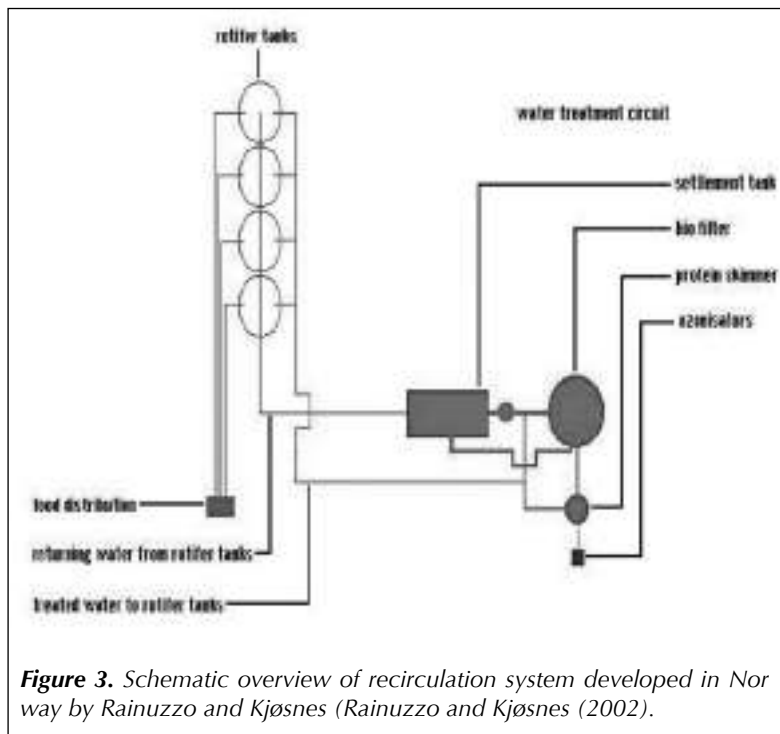 rotifer tanks
water treatment circuit
settlement tank
bio filter
protein skimmer
ozonisators
food distribution
returning water from rotifer tanks
treated water to rotifer tanks
Figure 3. Schematic overview of recirculation system developed in Nor
way by Rainuzzo and Kjøsnes (Rainuzzo and Kjøsnes (2002).